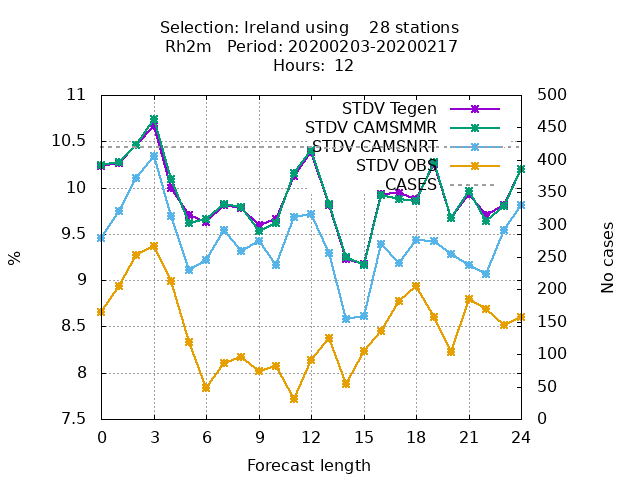 Selection: Ireland using    28 stations
Rh2m   Period: 20200203-20200217
Hours:  12
11
10.5
10
9.5
9
8.5
8
7.5
%
500
450
400
350
300
250
200
150
100
50
0
No cases
STDV Tegen
STDV CAMSMMR
STDV CAMSNRT
STDV OBS
CASES
0 3 6 9 12 15 18 21 24
Forecast length